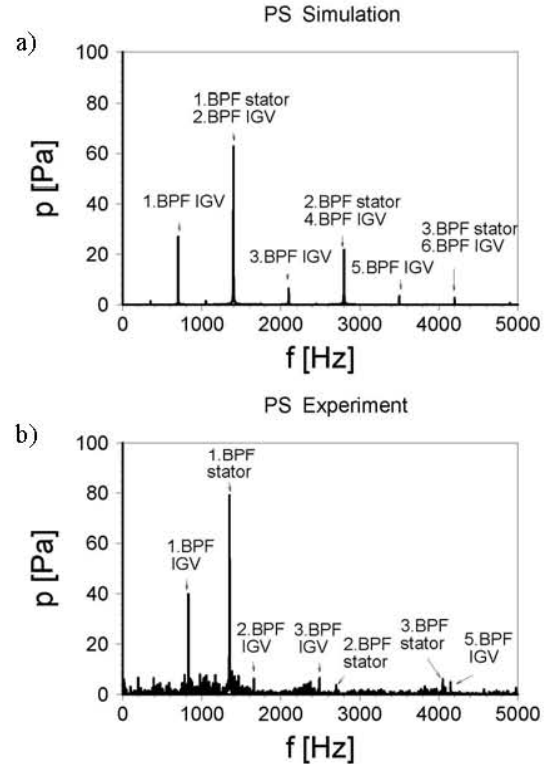 PS Simulation
a)
100
80
60
40
20
0
p [Pa]
1.BPF IGV
1.BPF stator
2.BPF IGV
3.BPF IGV
2.BPF stator
4.BPF IGV
5.BPF IGV
3.BPF stator
6.BPF IGV
0 1000 2000 3000 4000 5000
f [Hz]
PS Experiment
b)
100
80
60
40
20
0
p [Pa]
1.BPF
IGV
1.BPF
stator
2.BPF
IGV
3.BPF
IGV
2.BPF
stator
3.BPF
stator
5.BPF
IGV
0 1000 2000 3000 4000 5000
f [Hz]